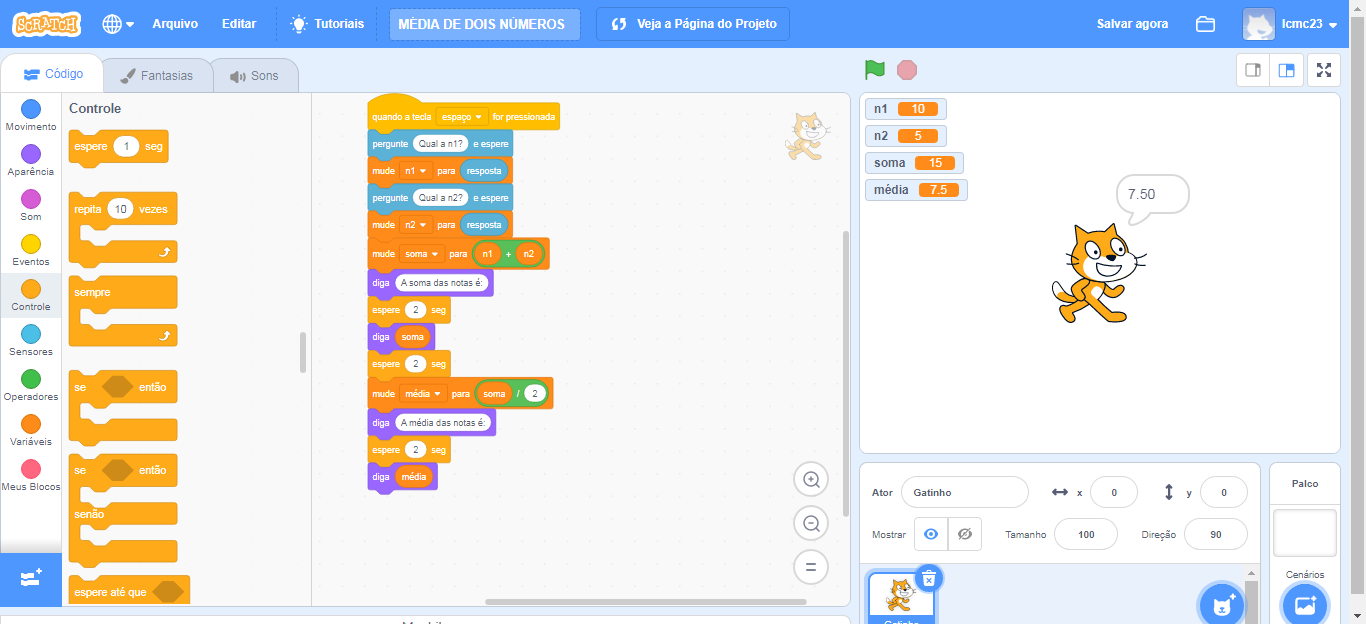 SCRATCH
Arquivo
Editar
Tutoriais
MÉDIA DE DOIS NÚMEROS
Veja a Página do Projeto
Salvar agora
lcmc23
Código
Fantasias
Sons
Movimento
Aparência
Som
Eventos
Controle
Sensores
Operadores
Variáveis
Meus Blocos
Controle
espere 1 seg
repita 10 vezes
sempre
se então
se então
senão
espere até que
quando a tecla espaço for pressionada
pergunte Qual a n1? e espere
mude n1 para resposta
pergunte Qual a n2? e espere
mude n2 para resposta
mude soma para n1 + n2
diga A soma das notas é:
espere 2 seg
diga soma
espere 2 seg
mude média para soma / 2
diga A média das notas é:
espere 2 seg
diga média
n1 10
n2 5
soma 15
média 7.5
7.50
Ator Gatinho x 0 y 0
Mostrar Tamanho 100 Direção 90
Gatinho
Palco
Cenários